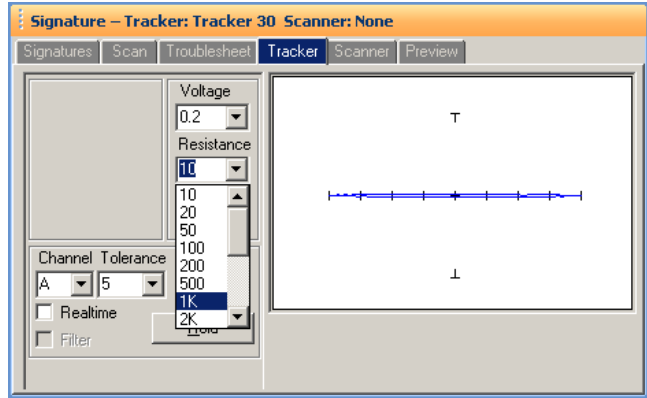 Signature – Tracker: Tracker 30 Scanner: None
Signatures Scan Troublesheet Tracker Scanner Preview
Voltage
0.2
Resistance
10
10
20
50
100
200
500
1K
2K
Channel Tolerance
A 5
Realtime
Filter